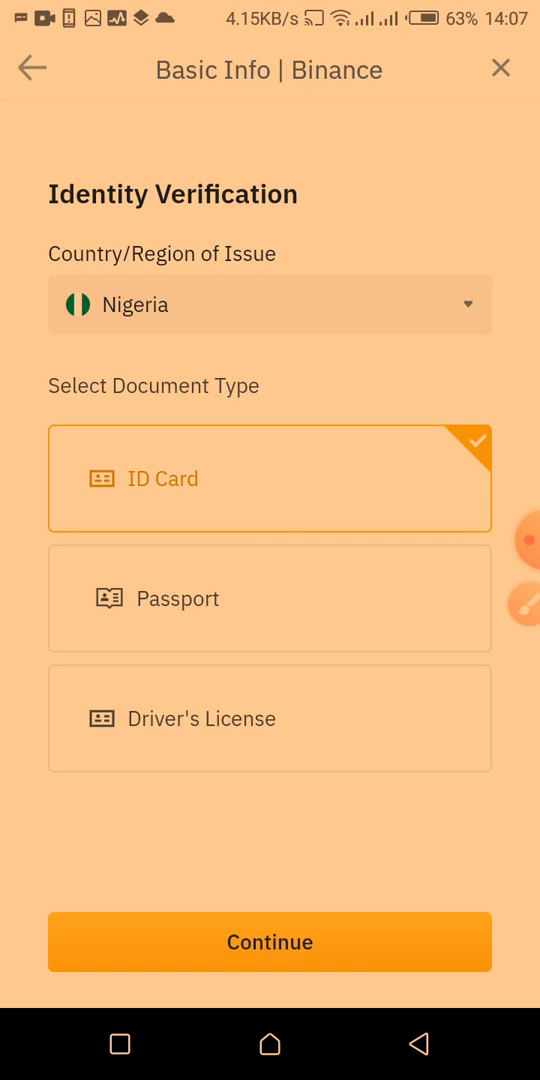 4.15KB/s 63% 14:07
Basic Info | Binance
Identity Verification
Country/Region of Issue
Nigeria
Select Document Type
ID Card
Passport
Driver's License
Continue